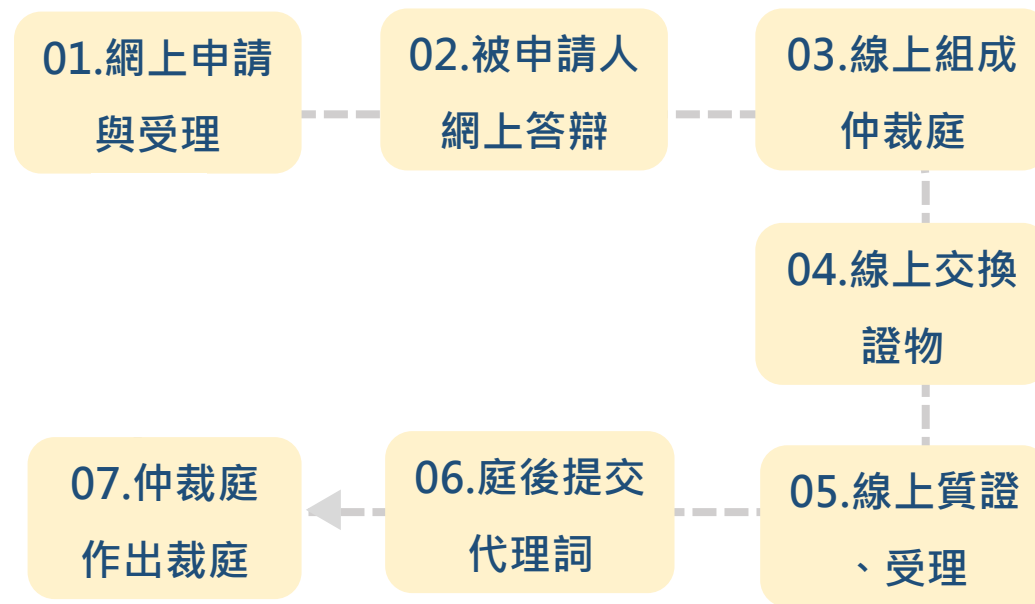 01.網上申請
與受理
02.被申請人
網上答辯
03.線上組成
仲裁庭
04.線上交換
證物
05.線上質證
、受理
06.庭後提交
代理詞
07.仲裁庭
作出裁庭